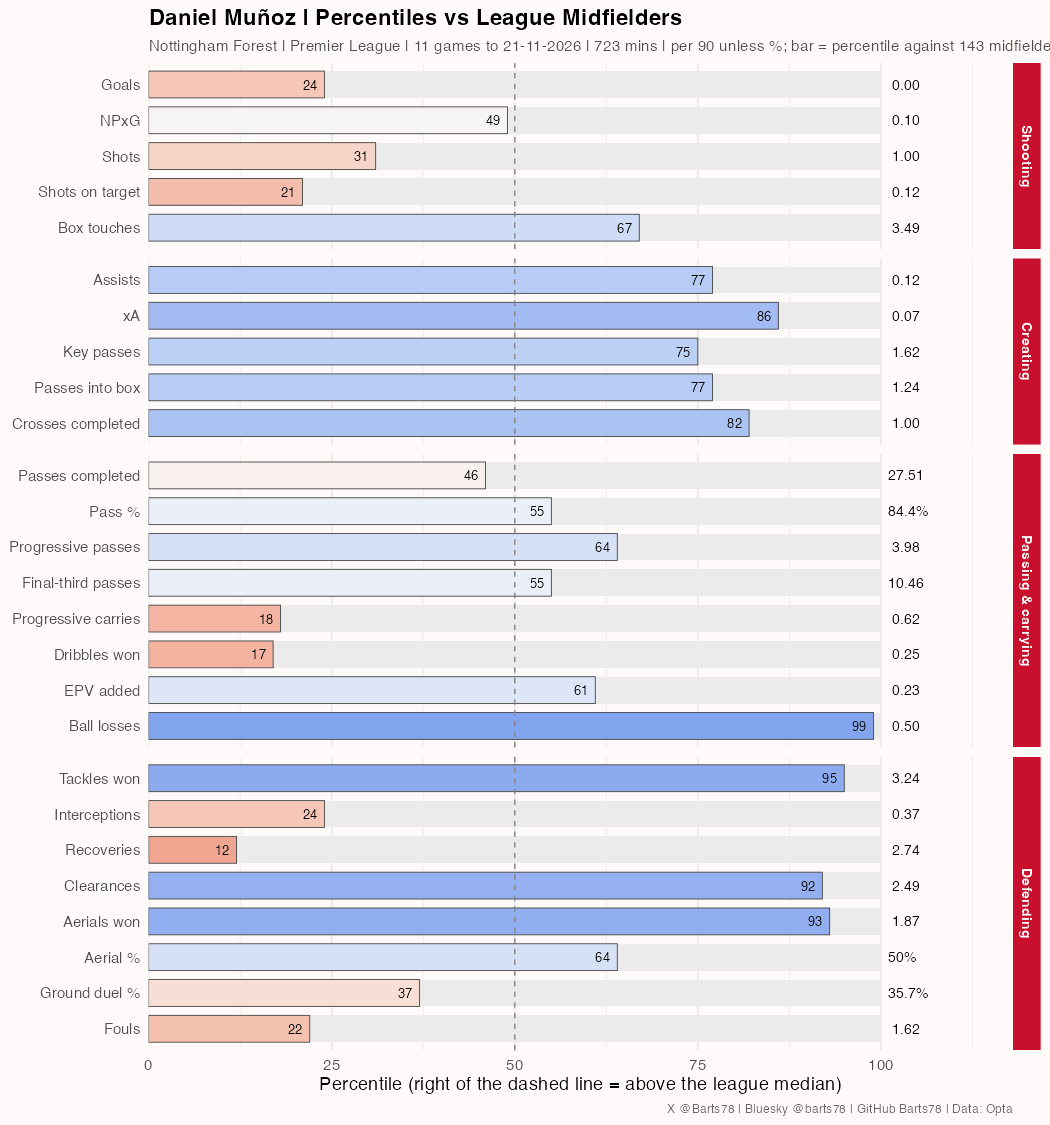 Daniel Muñoz | Percentiles vs League Midfielders
Nottingham Forest | Premier League | 11 games to 21-11-2026 | 723 mins | per 90 unless %; bar = percentile against 143 midfielde
Goals 24 0.00
NPxG 49 0.10
Shots 31 1.00
Shots on target 21 0.12
Box touches 67 3.49
Shooting
Assists 77 0.12
xA 86 0.07
Key passes 75 1.62
Passes into box 77 1.24
Crosses completed 82 1.00
Creating
Passes completed 46 27.51
Pass % 55 84.4%
Progressive passes 64 3.98
Final-third passes 55 10.46
Progressive carries 18 0.62
Dribbles won 17 0.25
EPV added 61 0.23
Ball losses 99 0.50
Passing & carrying
Tackles won 95 3.24
Interceptions 24 0.37
Recoveries 12 2.74
Clearances 92 2.49
Aerials won 93 1.87
Aerial % 64 50%
Ground duel % 37 35.7%
Fouls 22 1.62
Defending
0 25 50 75 100
Percentile (right of the dashed line = above the league median)
X @Barts78 | Bluesky @barts78 | GitHub Barts78 | Data: Opta